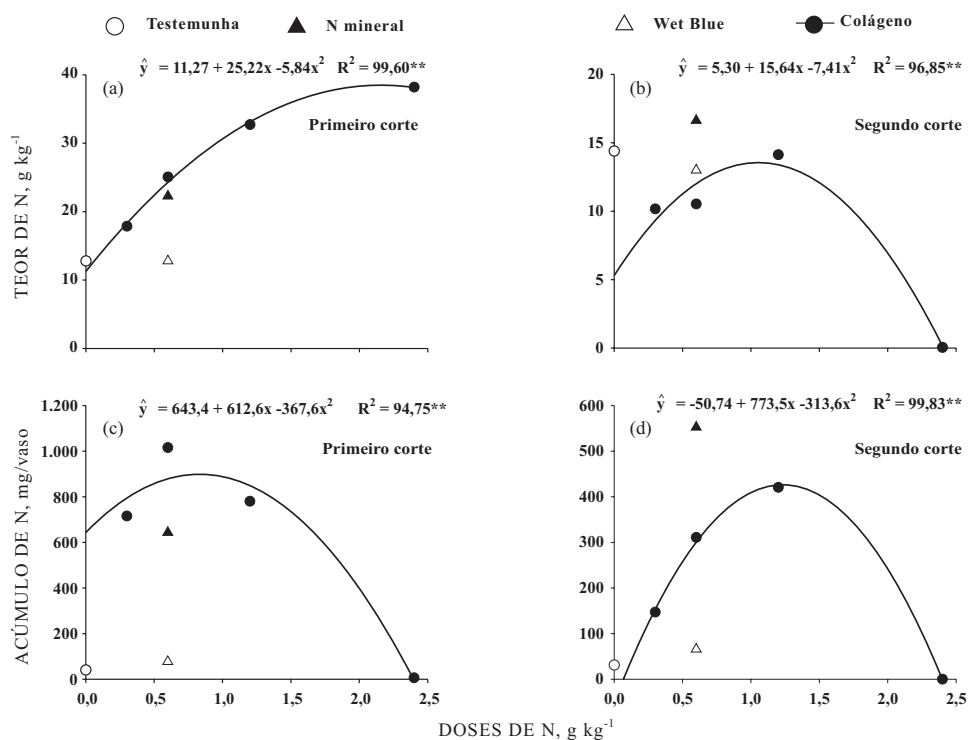 Testemunha
N mineral
Wet Blue
Colágeno
ŷ = 11,27 + 25,22x -5,84x² R² = 99,60**
ŷ = 5,30 + 15,64x -7,41x² R² = 96,85**
(a)
Primeiro corte
(b)
Segundo corte
TEOR DE N, g kg⁻¹
40
30
20
10
0
20
15
10
5
0
ŷ = 643,4 + 612,6x -367,6x² R² = 94,75**
ŷ = -50,74 + 773,5x -313,6x² R² = 99,83**
(c)
Primeiro corte
(d)
Segundo corte
ACÚMULO DE N, mg/vaso
1.200
1.000
800
600
400
200
0
600
500
400
300
200
100
0
0,0 0,5 1,0 1,5 2,0 2,5
0,0 0,5 1,0 1,5 2,0 2,5
DOSES DE N, g kg⁻¹